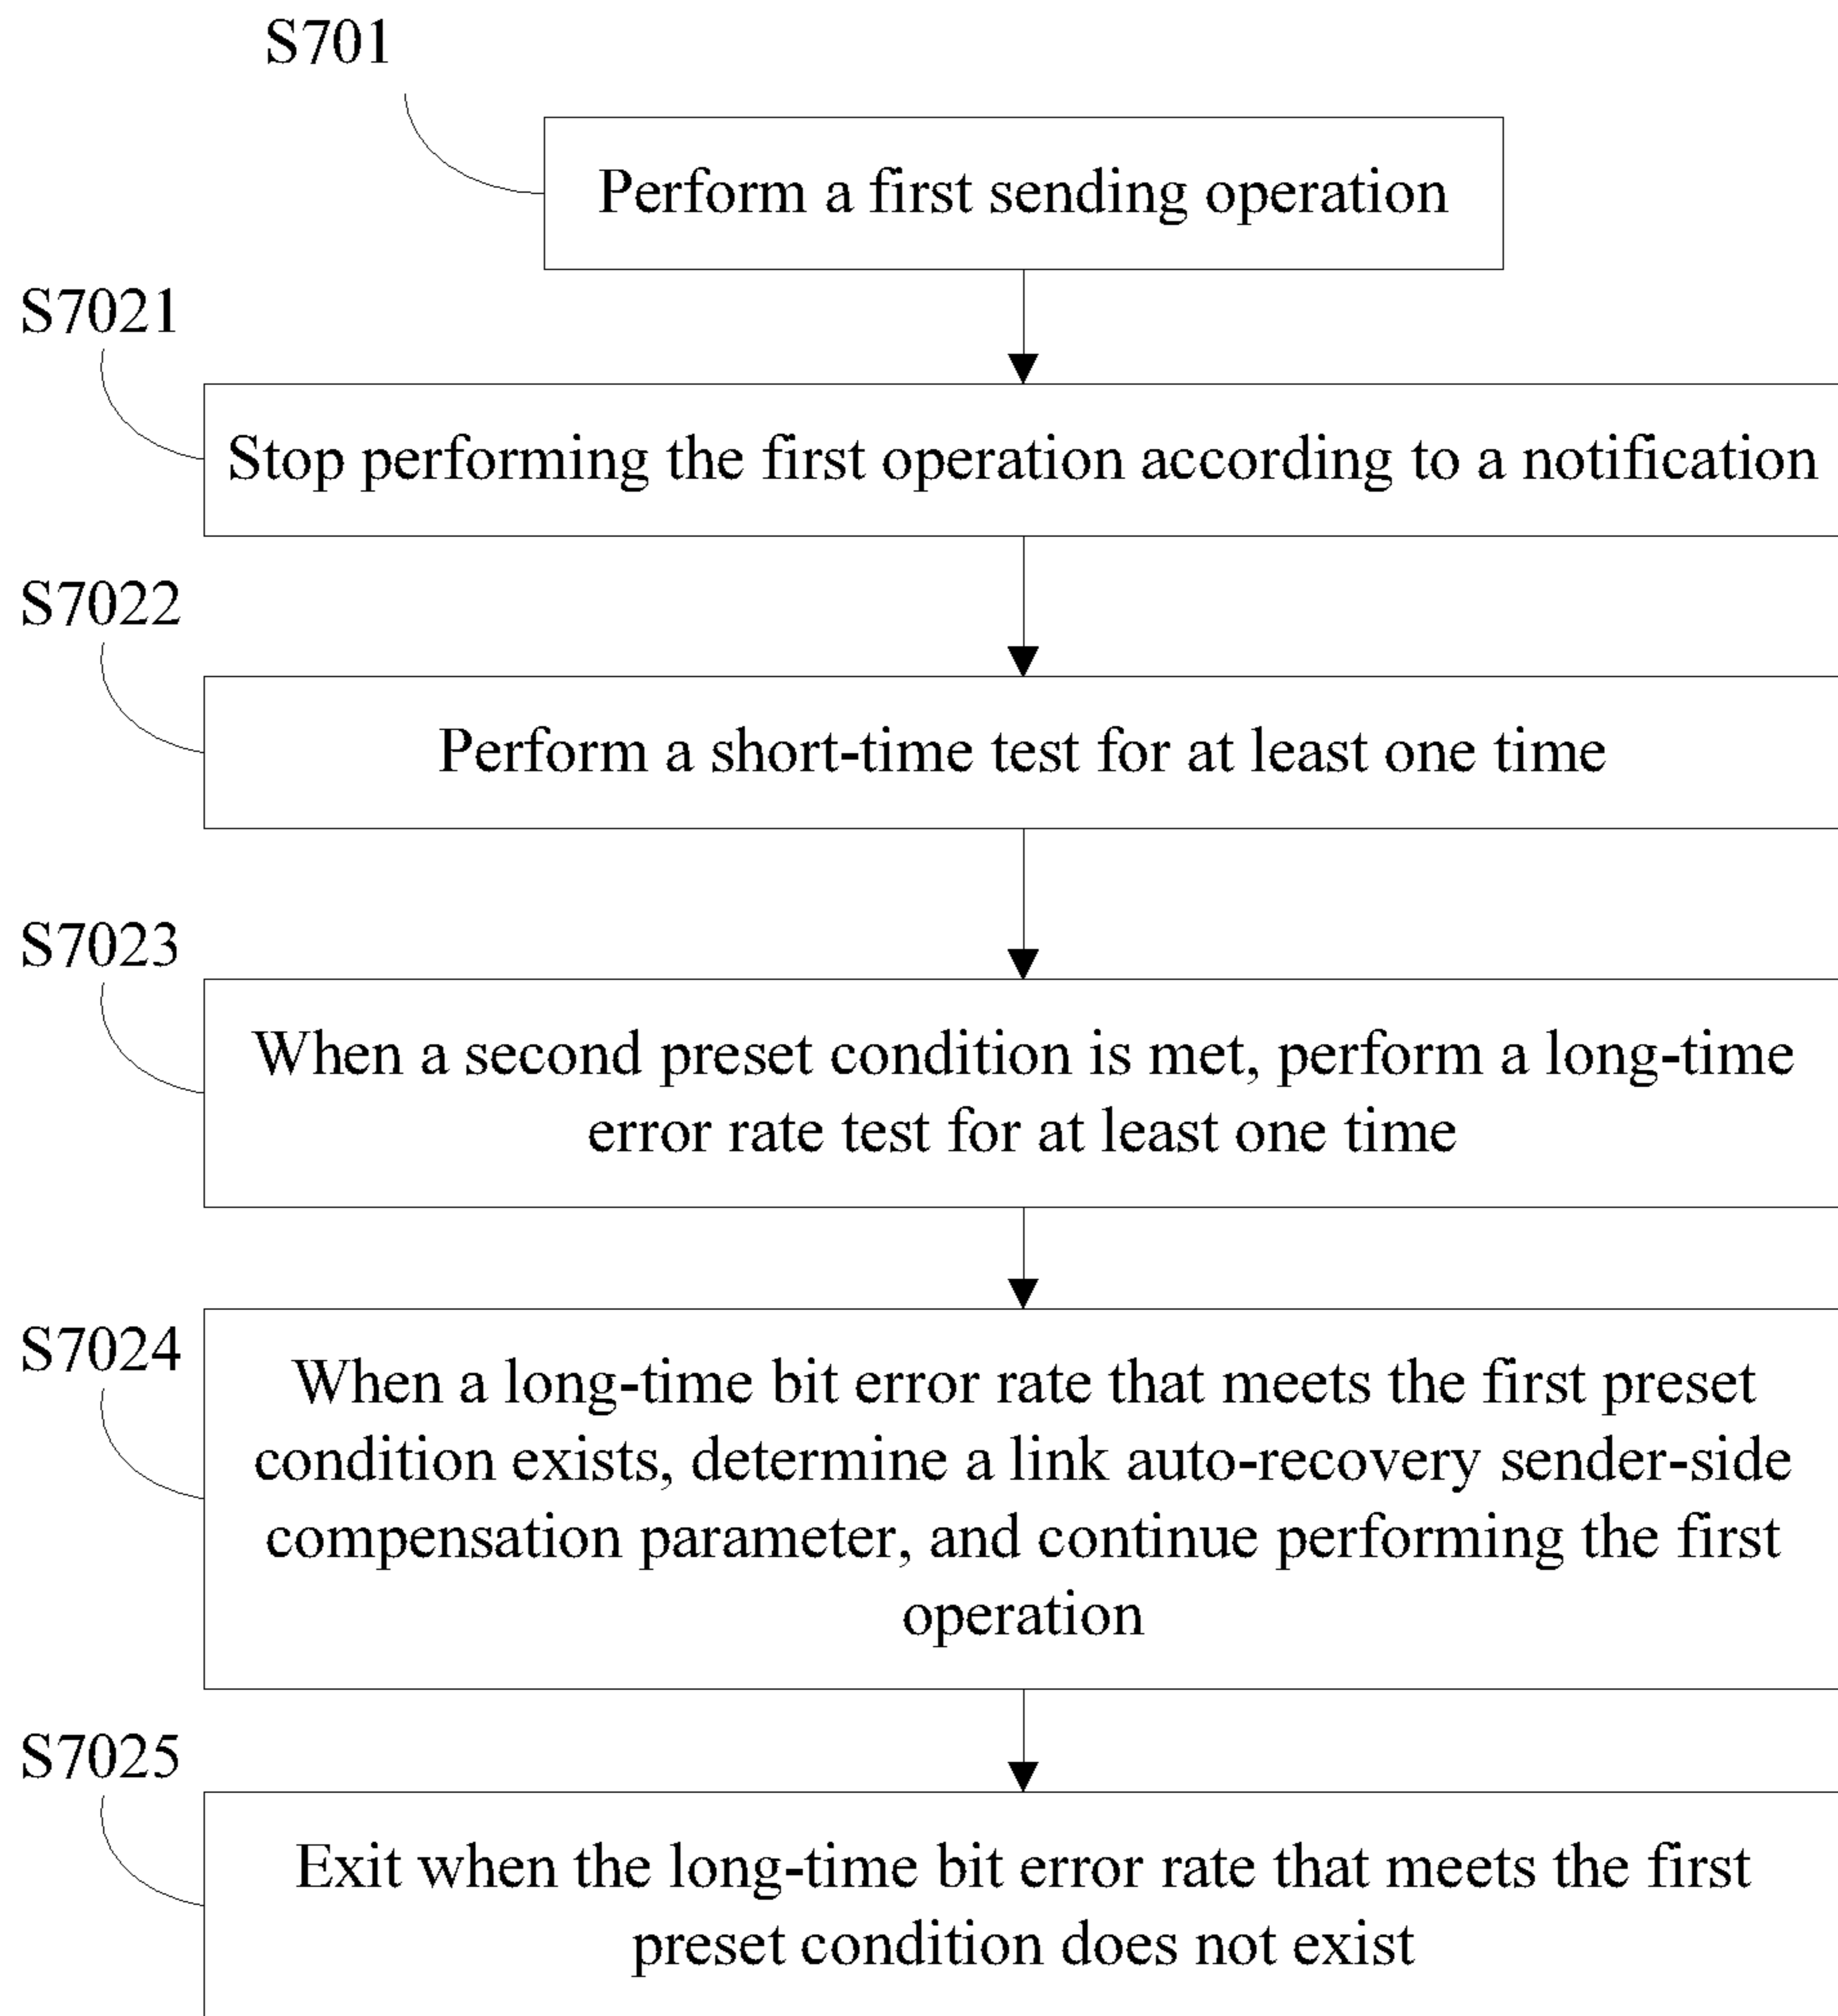 S701
Perform a first sending operation
S7021
Stop performing the first operation according to a notification
S7022
Perform a short-time test for at least one time
S7023
When a second preset condition is met, perform a long-time
error rate test for at least one time
S7024
When a long-time bit error rate that meets the first preset
condition exists, determine a link auto-recovery sender-side
compensation parameter, and continue performing the first
operation
S7025
Exit when the long-time bit error rate that meets the first
preset condition does not exist